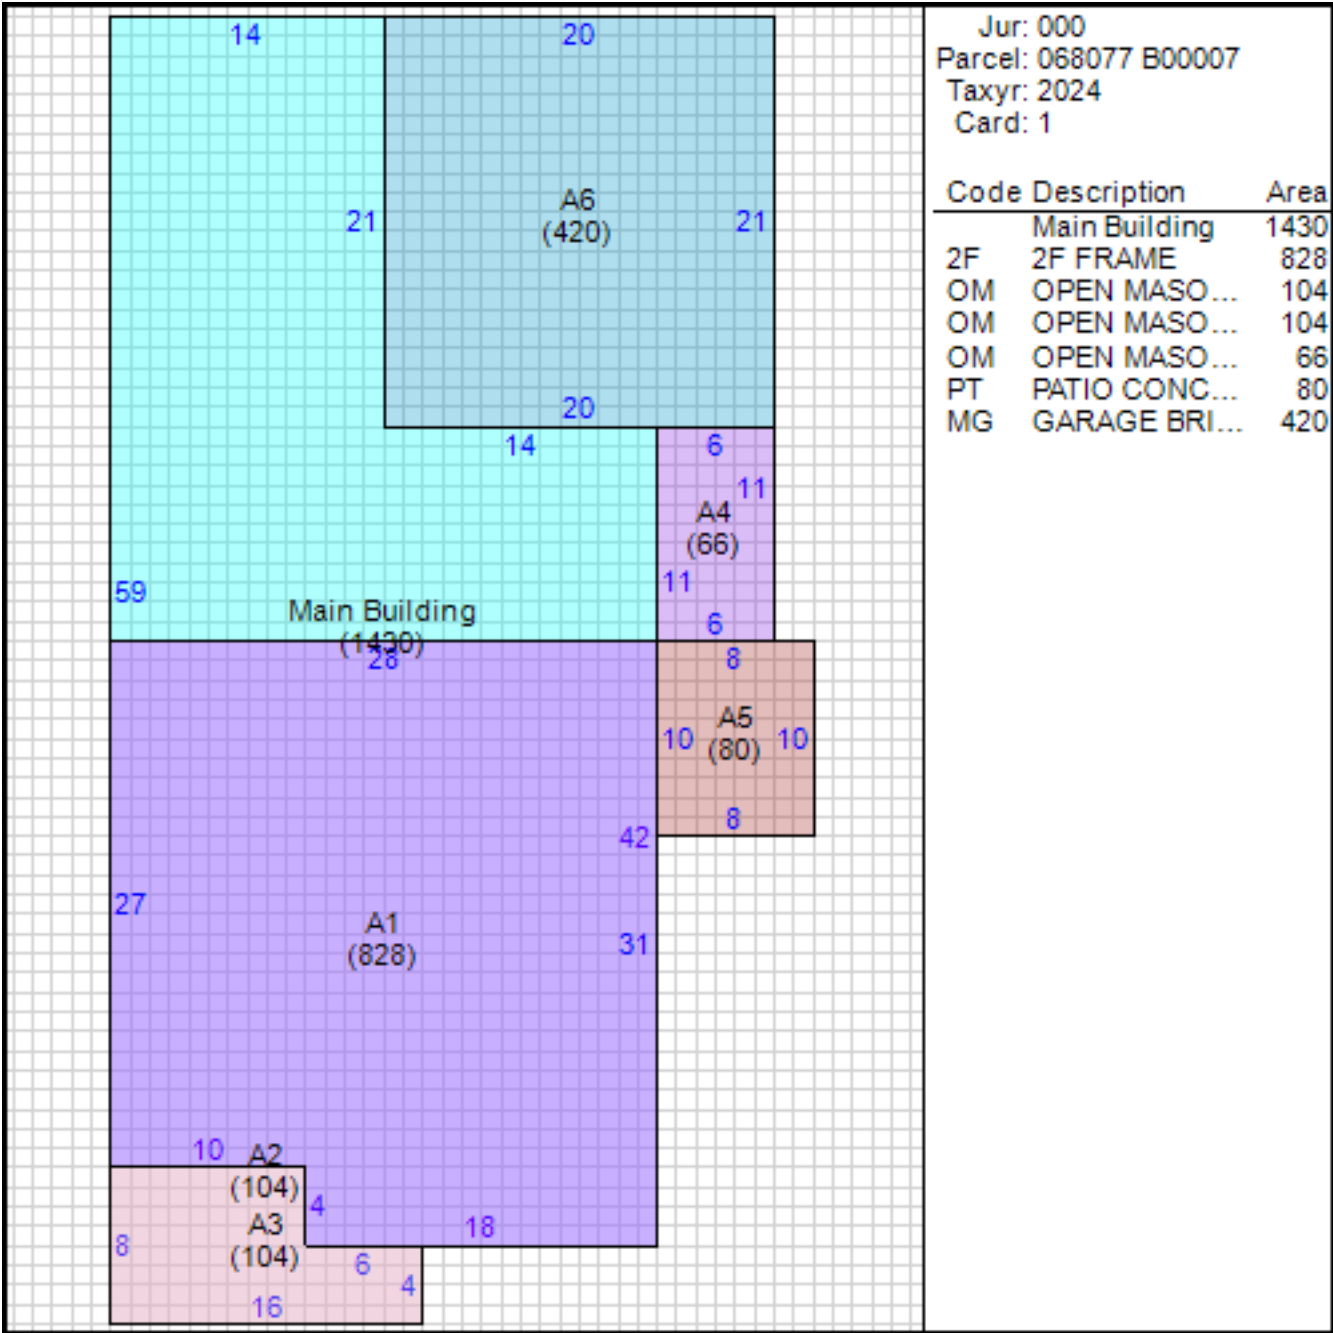 14
20
21
A6
(420)
21
20
14
6
11
A4
(66)
11
6
59
Main Building
(1430)
28
8
A5
10 (80) 10
8
42
27
A1
(828)
31
10
A2
(104)
4
18
A3
8
(104)
6
4
16
Jur: 000
Parcel: 068077 B00007
Taxyr: 2024
Card: 1
Code Description Area
Main Building 1430
2F 2F FRAME 828
OM OPEN MASO... 104
OM OPEN MASO... 104
OM OPEN MASO... 66
PT PATIO CONC... 80
MG GARAGE BRI... 420